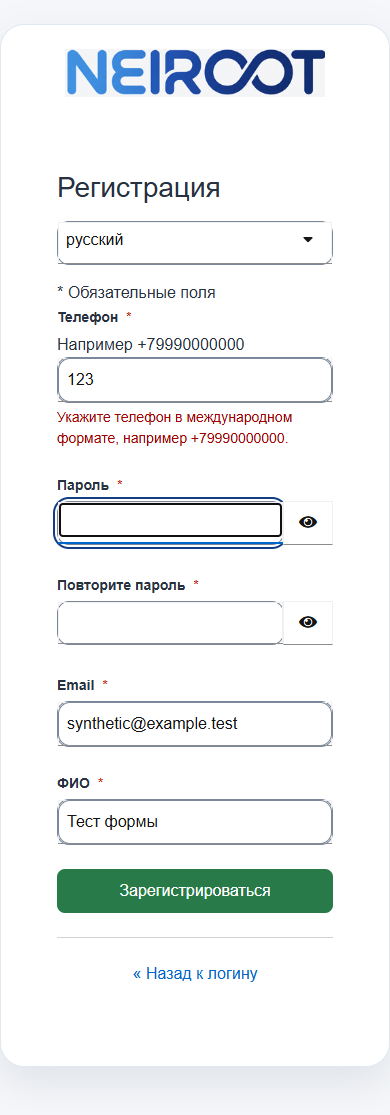 NEIROOT
Регистрация
русский
* Обязательные поля
Телефон *
Например +79990000000
123
Укажите телефон в международном
формате, например +79990000000.
Пароль *
Повторите пароль *
Email *
synthetic@example.test
ФИО *
Тест формы
Зарегистрироваться
« Назад к логину